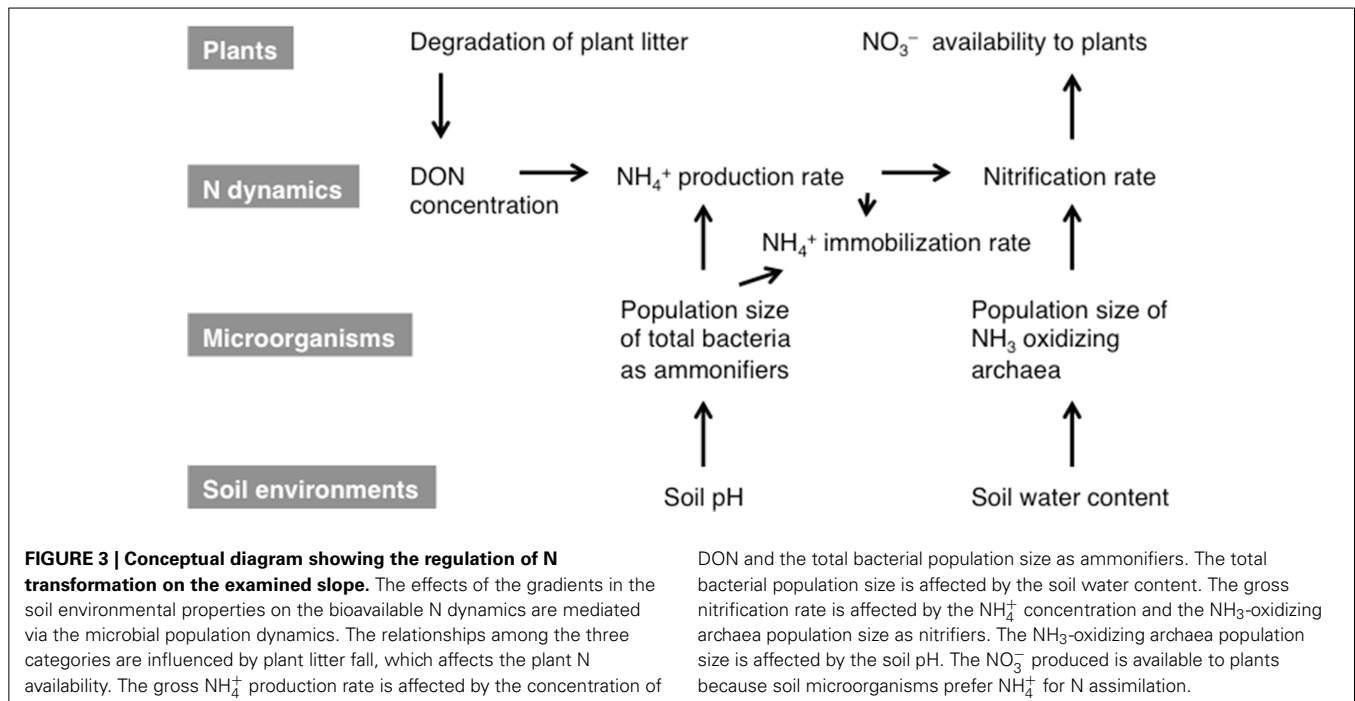 Plants
Degradation of plant litter
NO₃⁻ availability to plants
N dynamics
DON
concentration
NH₄⁺ production rate
Nitrification rate
NH₄⁺ immobilization rate
Microorganisms
Population size
of total bacteria
as ammonifiers
Population size of
NH₃ oxidizing
archaea
Soil environments
Soil pH
Soil water content
FIGURE 3 | Conceptual diagram showing the regulation of N
transformation on the examined slope. The effects of the gradients in the
soil environmental properties on the bioavailable N dynamics are mediated
via the microbial population dynamics. The relationships among the three
categories are influenced by plant litter fall, which affects the plant N
availability. The gross NH₄⁺ production rate is affected by the concentration of
DON and the total bacterial population size as ammonifiers. The total
bacterial population size is affected by the soil water content. The gross
nitrification rate is affected by the NH₄⁺ concentration and the NH₃-oxidizing
archaea population size as nitrifiers. The NH₃-oxidizing archaea population
size is affected by the soil pH. The NO₃⁻ produced is available to plants
because soil microorganisms prefer NH₄⁺ for N assimilation.